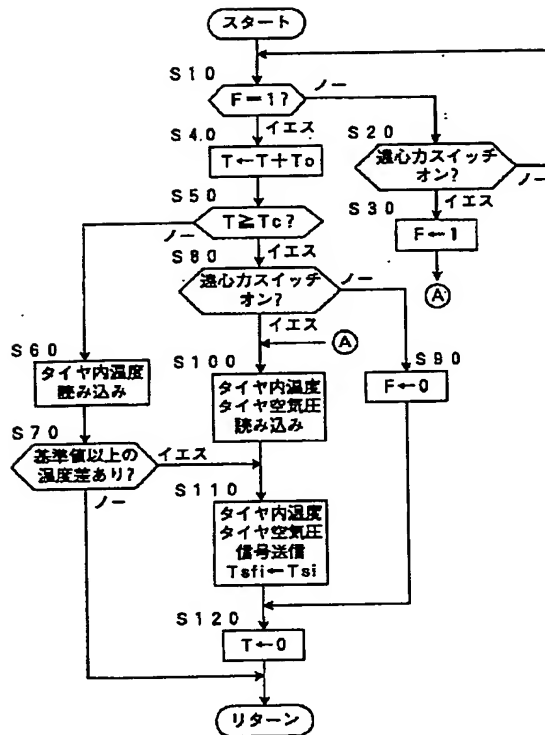 スタート
S10
F=1?
ノー
イエス
S20
遠心力スイッチ
オン?
ノー
イエス
S30
F←1
Ⓐ
S40
T←T+To
S50
T≧Tc?
ノー
イエス
S80
遠心力スイッチ
オン?
ノー
イエス
Ⓐ
S90
F←0
S60
タイヤ内温度
読み込み
S100
タイヤ内温度
タイヤ空気圧
読み込み
S70
基準値以上の
温度差あり?
イエス
ノー
S110
タイヤ内温度
タイヤ空気圧
信号送信
Tsfi←Tsi
S120
T←0
リターン